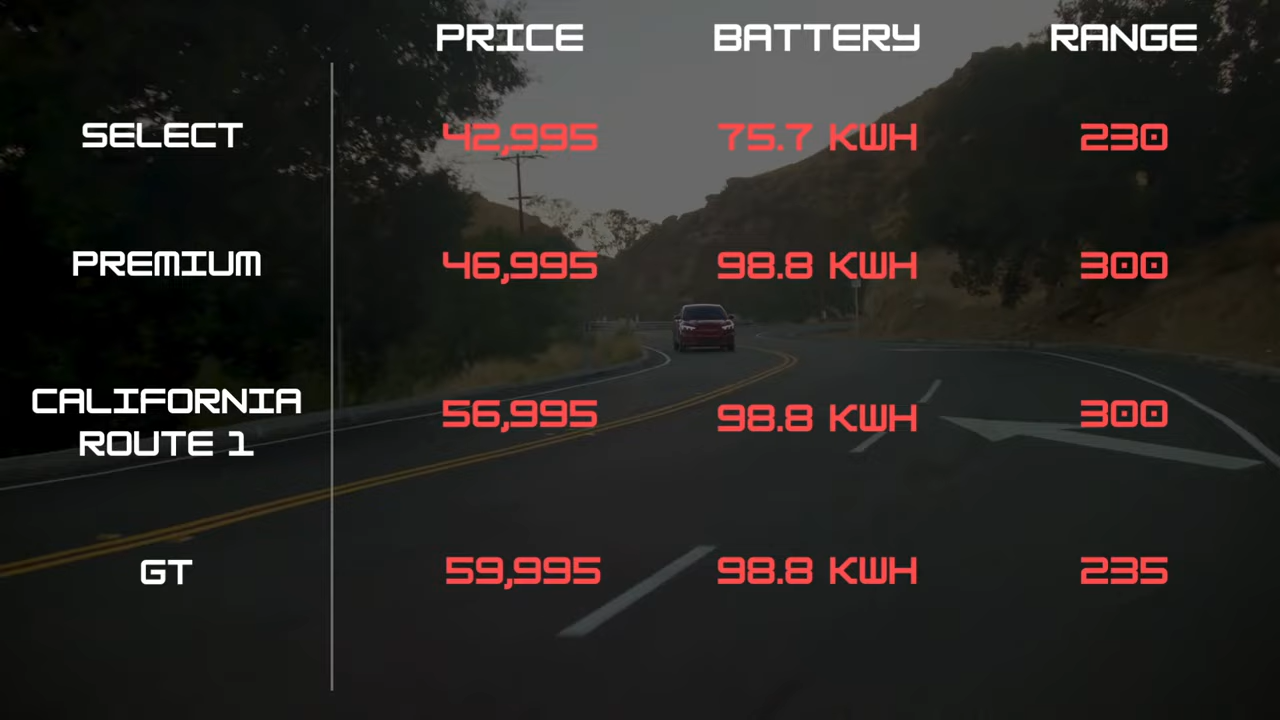 PRICE BATTERY RANGE
SELECT 42,995 75.7 KWH 230
PREMIUM 46,995 98.8 KWH 300
CALIFORNIA
ROUTE 1 56,995 98.8 KWH 300
GT 59,995 98.8 KWH 235